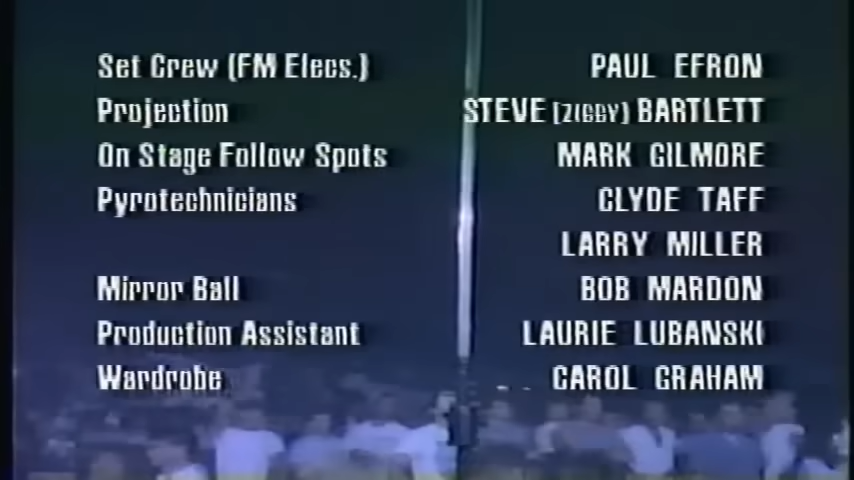 Set Crew (FM Elecs.) PAUL EFRON
Projection STEVE (ZIGGY) BARTLETT
On Stage Follow Spots MARK GILMORE
Pyrotechnicians CLYDE TAFF
LARRY MILLER
Mirror Ball BOB MARDON
Production Assistant LAURIE LUBANSKI
Wardrobe CAROL GRAHAM